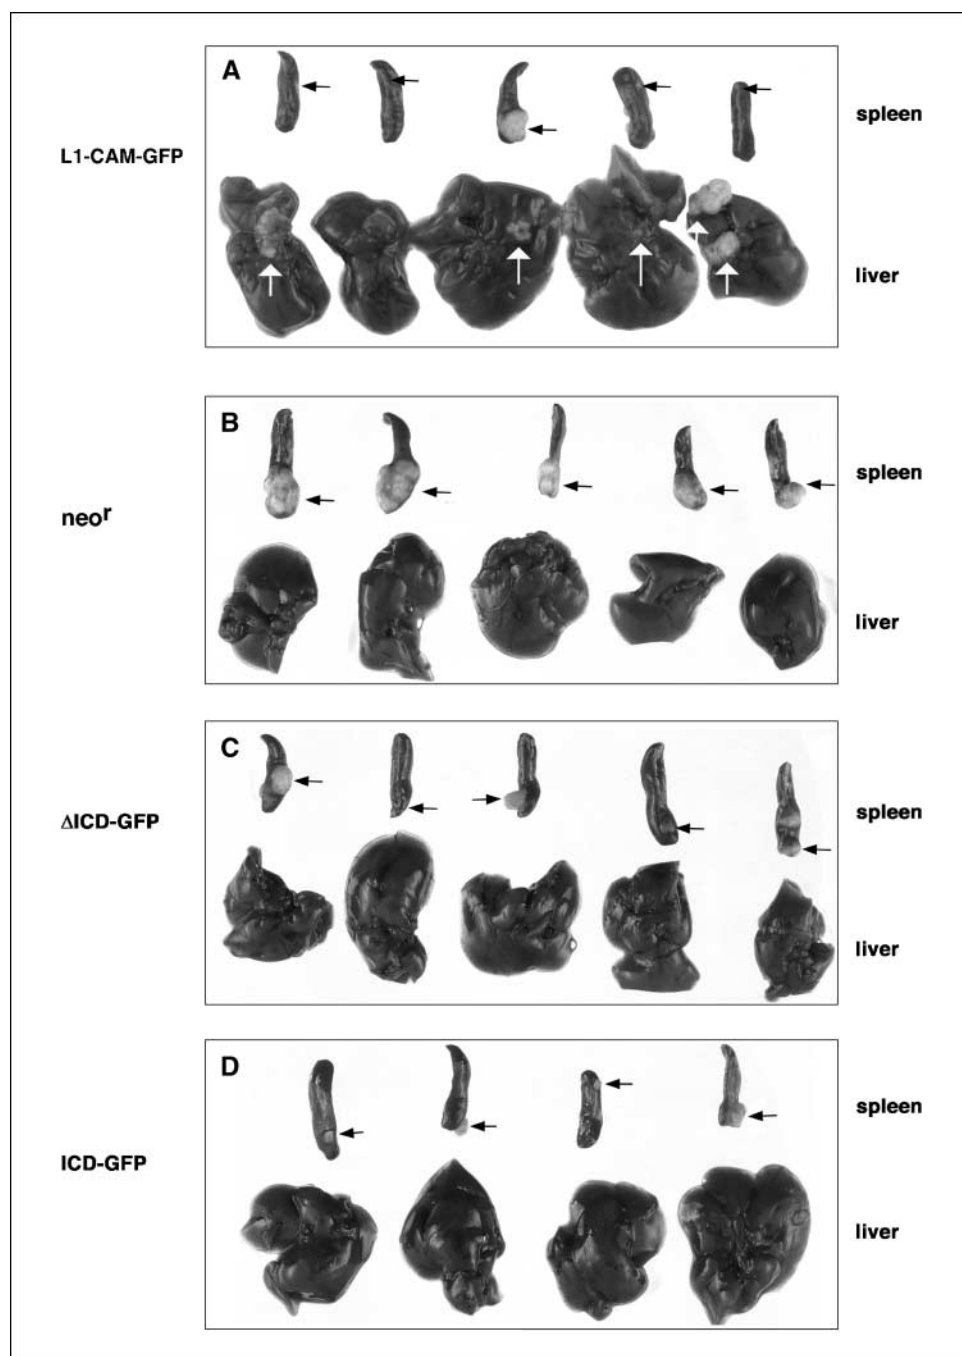 A
spleen
L1-CAM-GFP
liver
B
spleen
neoʳ
liver
C
spleen
ΔICD-GFP
liver
D
spleen
ICD-GFP
liver